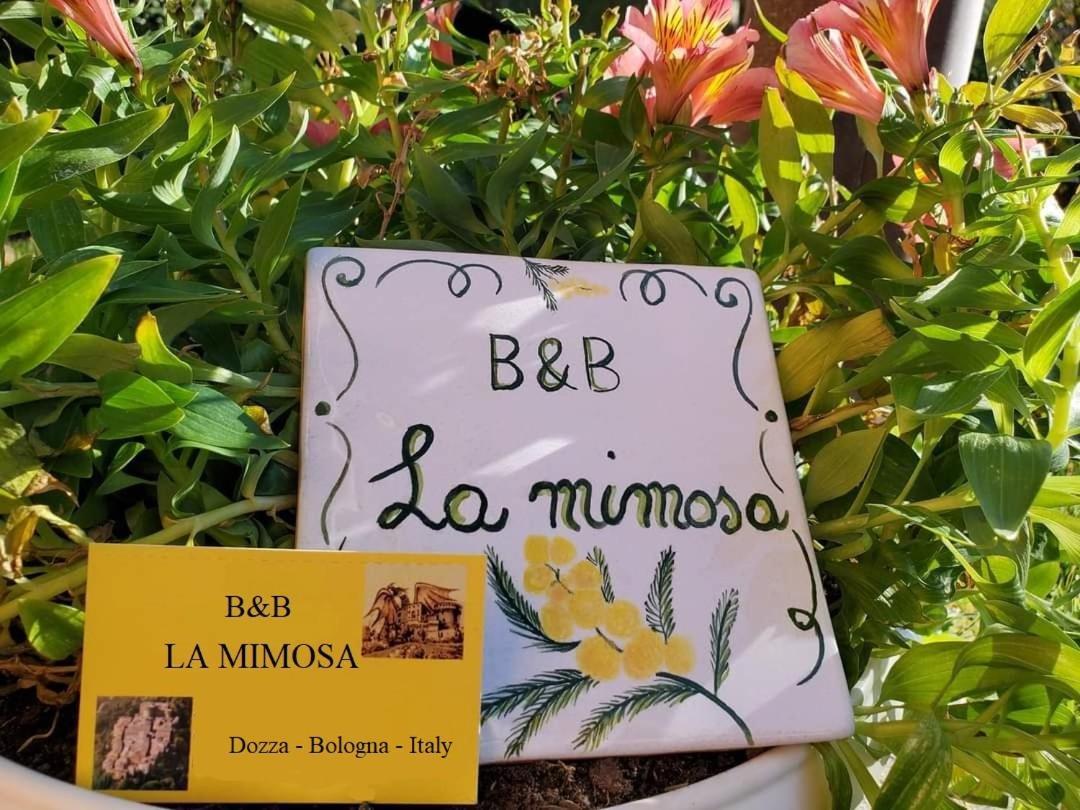 B&B
La mimosa
B&B
LA MIMOSA
Dozza - Bologna - Italy